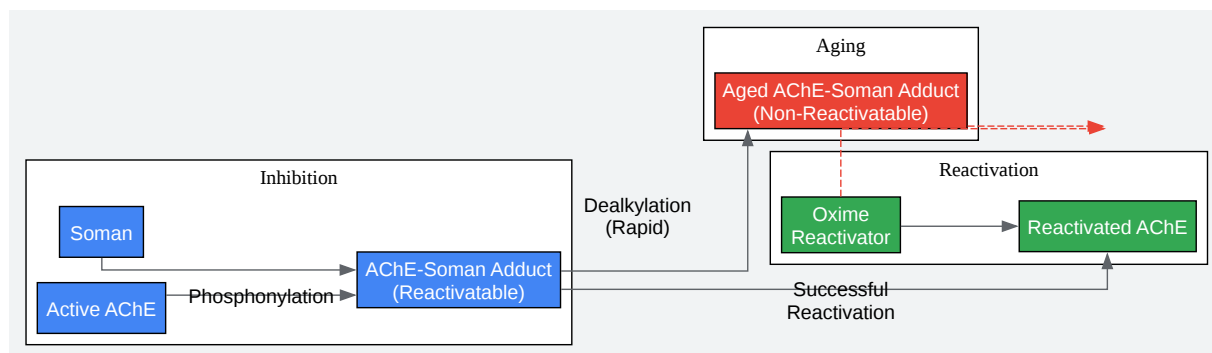 Aging
Aged AChE-Soman Adduct
(Non-Reactivatable)
Inhibition
Reactivation
Soman
Dealkylation
(Rapid)
Oxime
Reactivator
Reactivated AChE
AChE-Soman Adduct
(Reactivatable)
Active AChE
Phosphonylation
Successful
Reactivation